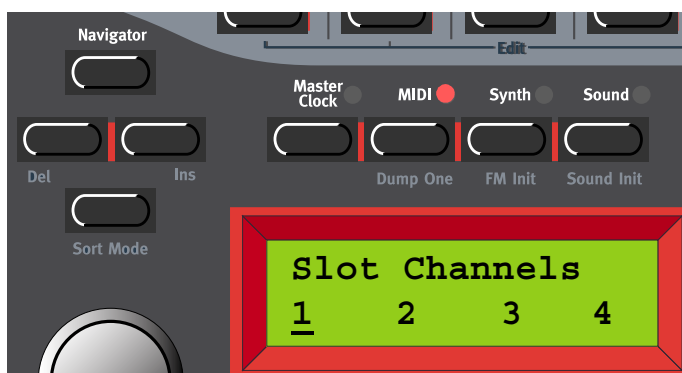 Navigator
Edit
Master
Clock
MIDI
Synth
Sound
Del
Ins
Dump One
FM Init
Sound Init
Sort Mode
Slot Channels
1 2 3 4